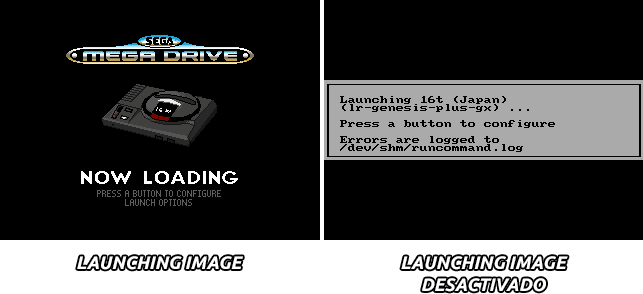 SEGA
MEGA DRIVE
16-BIT
NOW LOADING
PRESS A BUTTON TO CONFIGURE
LAUNCH OPTIONS
LAUNCHING IMAGE
Launching 16t (Japan)
(lr-genesis-plus-gx) ...
Press a button to configure
Errors are logged to
/dev/shm/runcommand.log
LAUNCHING IMAGE
DESACTIVADO